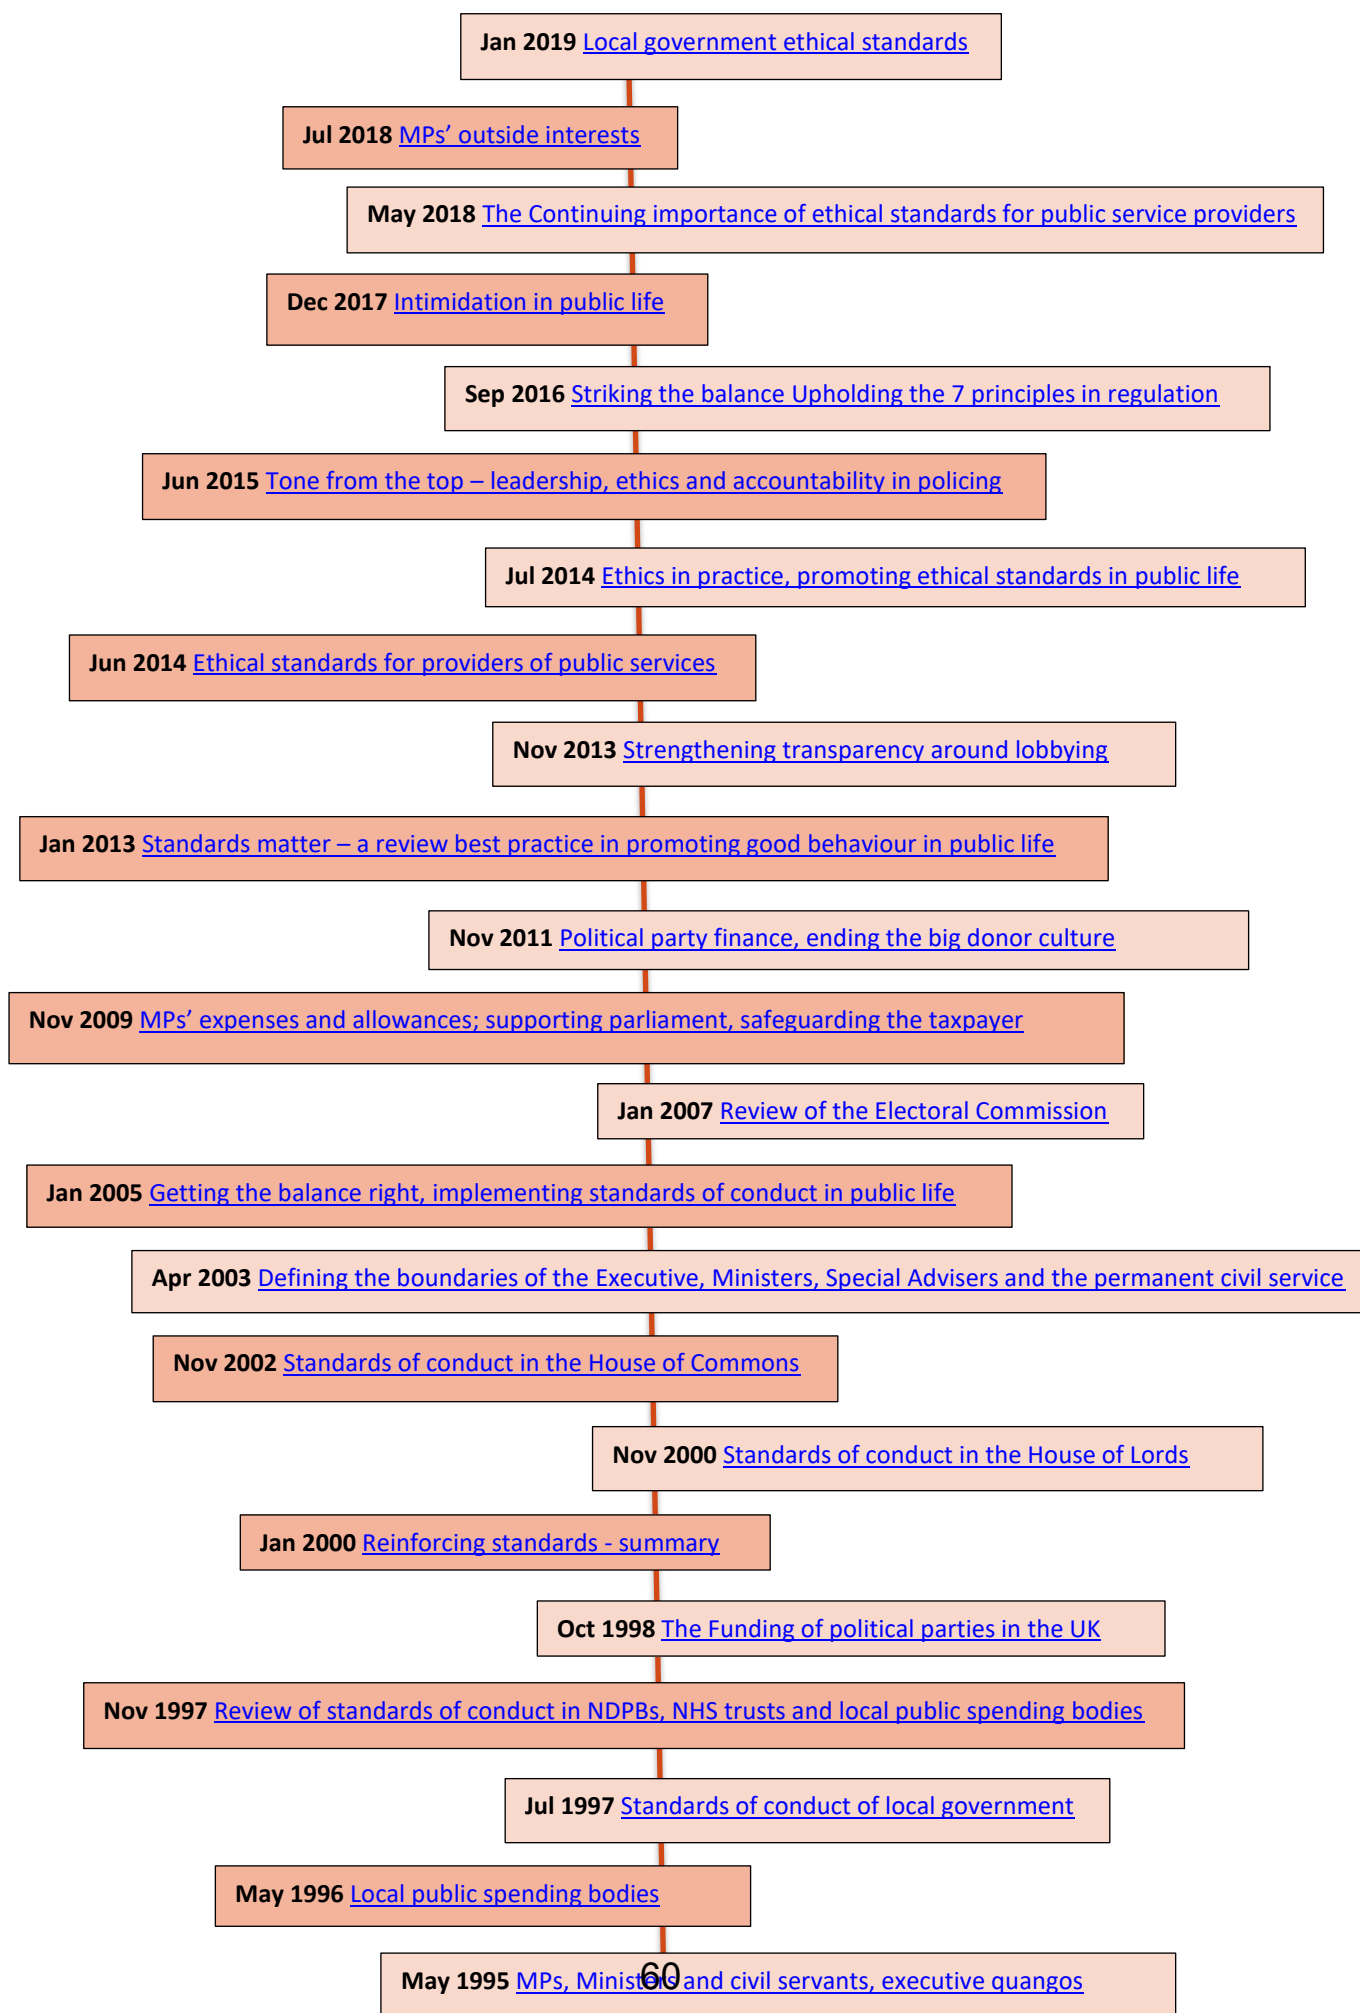 Jan 2019 Local government ethical standards
Jul 2018 MPs’ outside interests
May 2018 The Continuing importance of ethical standards for public service providers
Dec 2017 Intimidation in public life
Sep 2016 Striking the balance Upholding the 7 principles in regulation
Jun 2015 Tone from the top – leadership, ethics and accountability in policing
Jul 2014 Ethics in practice, promoting ethical standards in public life
Jun 2014 Ethical standards for providers of public services
Nov 2013 Strengthening transparency around lobbying
Jan 2013 Standards matter – a review best practice in promoting good behaviour in public life
Nov 2011 Political party finance, ending the big donor culture
Nov 2009 MPs’ expenses and allowances; supporting parliament, safeguarding the taxpayer
Jan 2007 Review of the Electoral Commission
Jan 2005 Getting the balance right, implementing standards of conduct in public life
Apr 2003 Defining the boundaries of the Executive, Ministers, Special Advisers and the permanent civil service
Nov 2002 Standards of conduct in the House of Commons
Nov 2000 Standards of conduct in the House of Lords
Jan 2000 Reinforcing standards - summary
Oct 1998 The Funding of political parties in the UK
Nov 1997 Review of standards of conduct in NDPBs, NHS trusts and local public spending bodies
Jul 1997 Standards of conduct of local government
May 1996 Local public spending bodies
May 1995 MPs, Ministers and civil servants, executive quangos
60